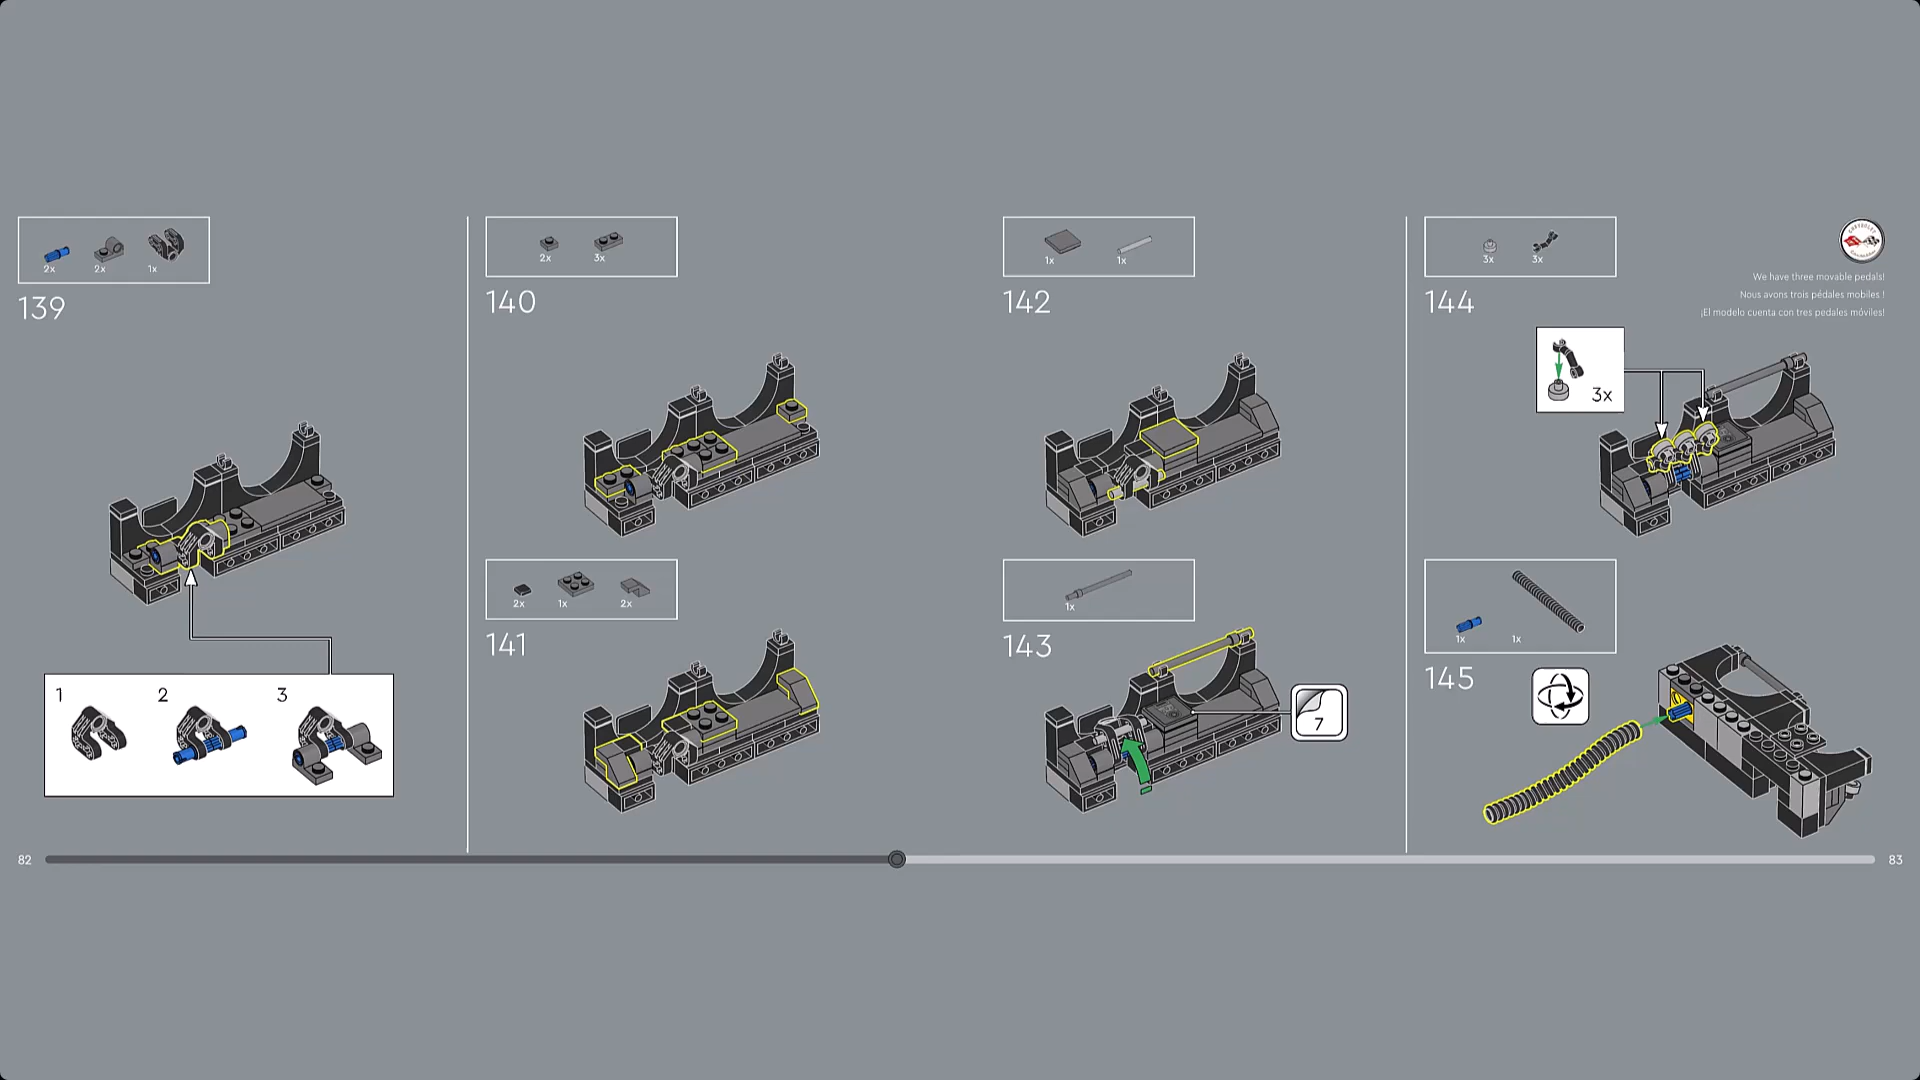 2x 2x 1x
139
1 2 3
2x 3x
140
2x 1x 2x
141
1x 1x
142
1x
143
7
3x 3x
144
CHEVROLET
We have three movable pedals!
Nous avons trois pédales mobiles !
¡El modelo cuenta con tres pedales móviles!
3x
1x 1x
145
82
83